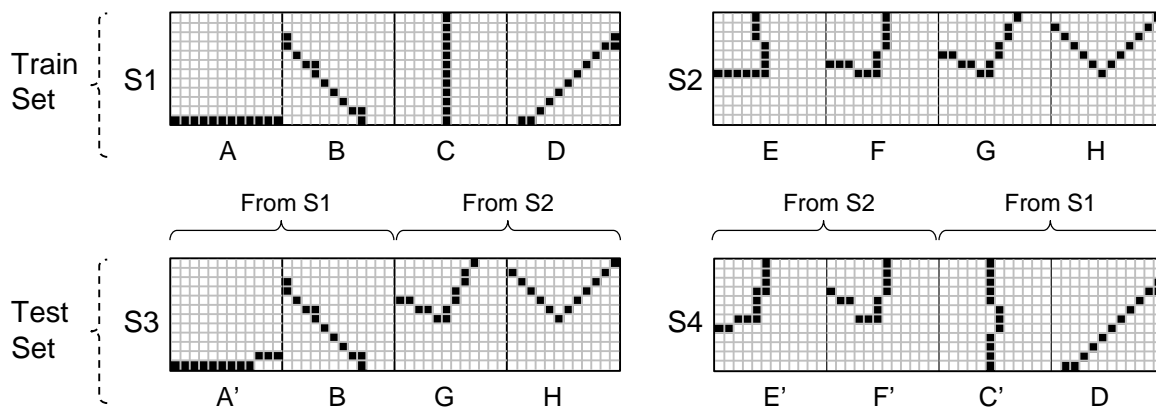 Train
Set
S1
A B C D
S2
E F G H
From S1 From S2
From S2 From S1
Test
Set
S3
A’ B G H
S4
E’ F’ C’ D